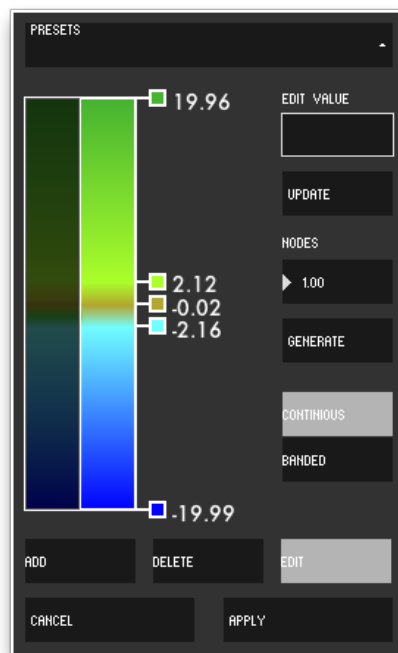 PRESETS
19.96
EDIT VALUE
UPDATE
NODES
2.12
1.00
-0.02
-2.16
GENERATE
CONTINIOUS
BANDED
-19.99
ADD
DELETE
EDIT
CANCEL
APPLY